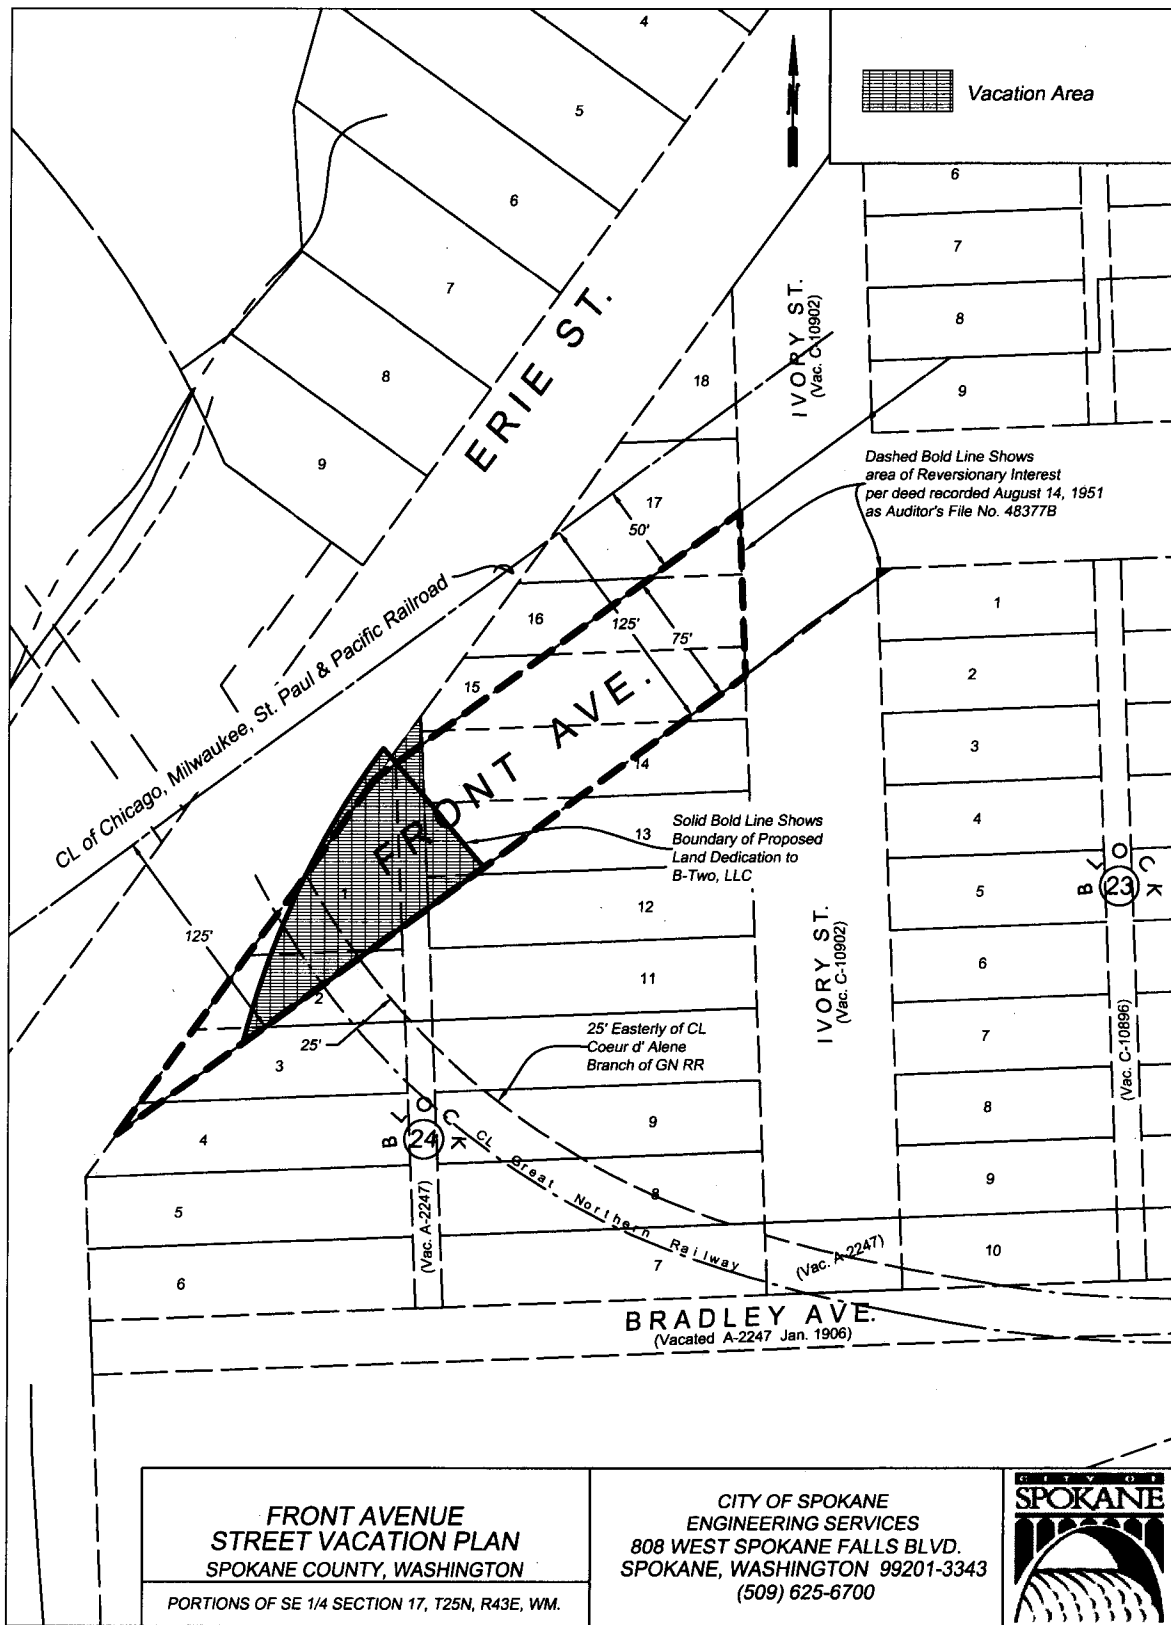 4
5
6
7
8
9
N
Vacation Area
6
7
8
9
ERIE ST.
IVORY ST.
(Vac. C-10902)
18
17
50'
16
125'
75'
15
Dashed Bold Line Shows
area of Reversionary Interest
per deed recorded August 14, 1951
as Auditor's File No. 48377B
CL of Chicago, Milwaukee, St. Paul & Pacific Railroad
FRONT AVE.
14
13
12
11
9
8
7
Solid Bold Line Shows
Boundary of Proposed
Land Dedication to
B-Two, LLC
1
2
3
4
5
6
125'
25'
25' Easterly of CL
Coeur d' Alene
Branch of GN RR
BLOCK
24
(Vac. A-2247)
CL Great Northern Railway
IVORY ST.
(Vac. C-10902)
(Vac. A-2247)
1
2
3
4
5
6
7
8
9
10
BLOCK
23
(Vac. C-10896)
BRADLEY AVE.
(Vacated A-2247 Jan. 1906)
FRONT AVENUE
STREET VACATION PLAN
SPOKANE COUNTY, WASHINGTON
PORTIONS OF SE 1/4 SECTION 17, T25N, R43E, WM.
CITY OF SPOKANE
ENGINEERING SERVICES
808 WEST SPOKANE FALLS BLVD.
SPOKANE, WASHINGTON 99201-3343
(509) 625-6700
CITY OF
SPOKANE